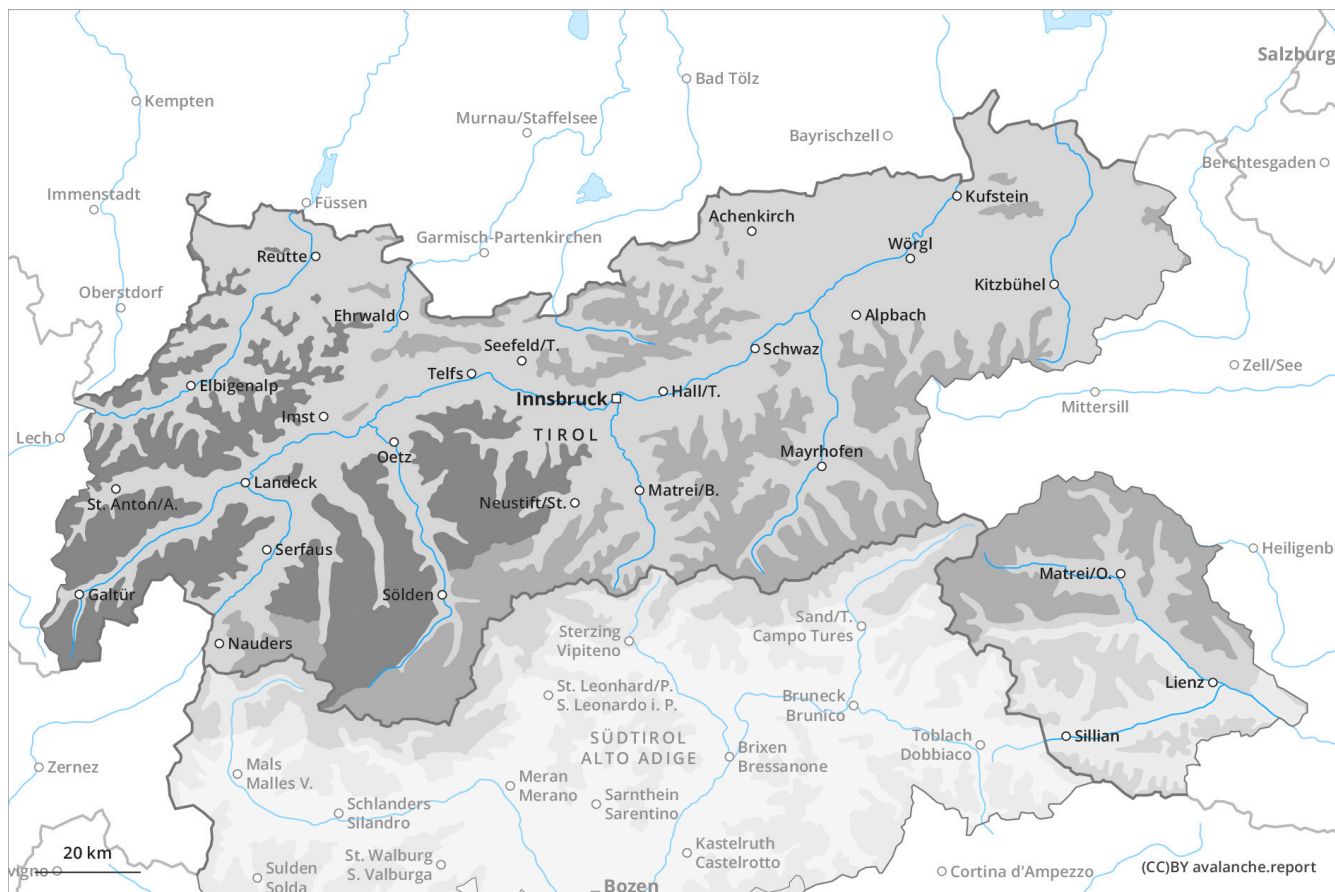 Salzburg
Bad Tölz
Kempten
Murnau/Staffelsee
Bayrischzell
Berchtesgaden
Immenstadt
Füssen
Kufstein
Achenkirch
Garmisch-Partenkirchen
Wörgl
Reutte
Kitzbühel
Oberstdorf
Ehrwald
Alpbach
Seefeld/T.
Schwaz
Zell/See
Telfs
Elbigenalp
Innsbruck
Hall/T.
Mittersill
Imst
Lech
TIROL
Oetz
Mayrhofen
Landeck
Matrei/B.
St. Anton/A.
Neustift/St.
Serfaus
Heiligenb
Matrei/O.
Galtür
Sölden
Sand/T.
Campo Tures
Sterzing
Vipiteno
Nauders
Lienz
St. Leonhard/P.
S. Leonardo i. P.
Bruneck
Brunico
Sillian
SÜDTIROL
ALTO ADIGE
Toblach
Dobbiaco
Brixen
Bressanone
Zernez
Mals
Malles V.
Meran
Merano
Schlanders
Silandro
Sarnthein
Sarentino
Kastelruth
Castelrotto
20 km
St. Walburg
S. Valburga
vigno
Sulden
Solda
Cortina d'Ampezzo
(CC)BY avalanche.report
Bozen